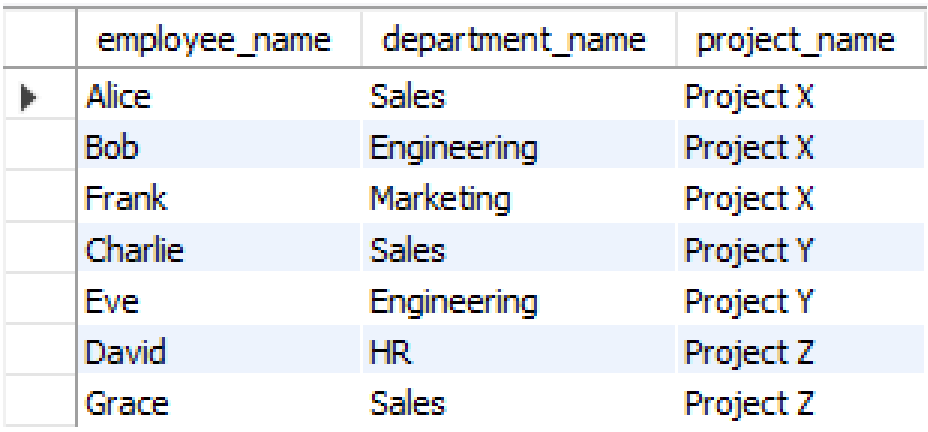 employee_name department_name project_name
Alice Sales Project X
Bob Engineering Project X
Frank Marketing Project X
Charlie Sales Project Y
Eve Engineering Project Y
David HR Project Z
Grace Sales Project Z